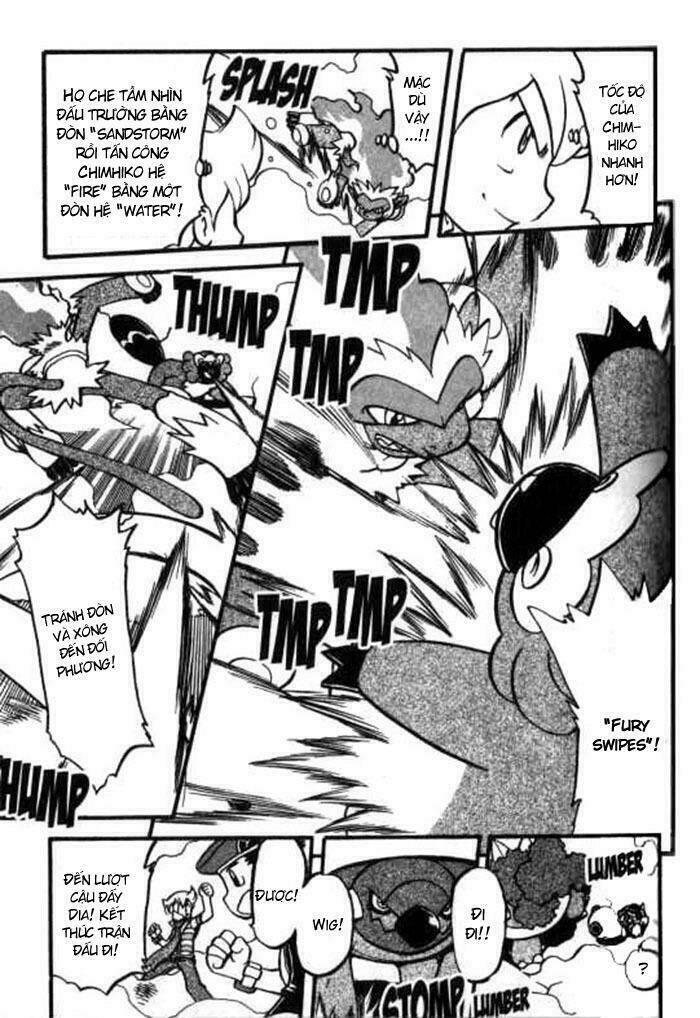 TỐC ĐỘ
CỦA
CHIM-
HIKO
NHANH
HƠN!
MẶC
DÙ
VẬY
...!!
SPLASH
HỌ CHE TẦM NHÌN
ĐẤU TRƯỜNG BẰNG
ĐÒN "SANDSTORM"
RỒI TẤN CÔNG
CHIMHIKO HỆ
"FIRE" BẰNG MỘT
ĐÒN HỆ "WATER"!
TMP
TMP
TMP
TMP
"FURY
SWIPES"!
THUMP
TRÁNH ĐÒN
VÀ XÔNG
ĐẾN ĐỐI
PHƯƠNG!
THUMP
LUMBER
?
LUMBER
ĐI
ĐI!!
STOMP
WIG!
ĐƯỢC!
ĐẾN LƯỢT
CẬU ĐẤY
DIA! KẾT
THÚC TRẬN
ĐẤU ĐI!